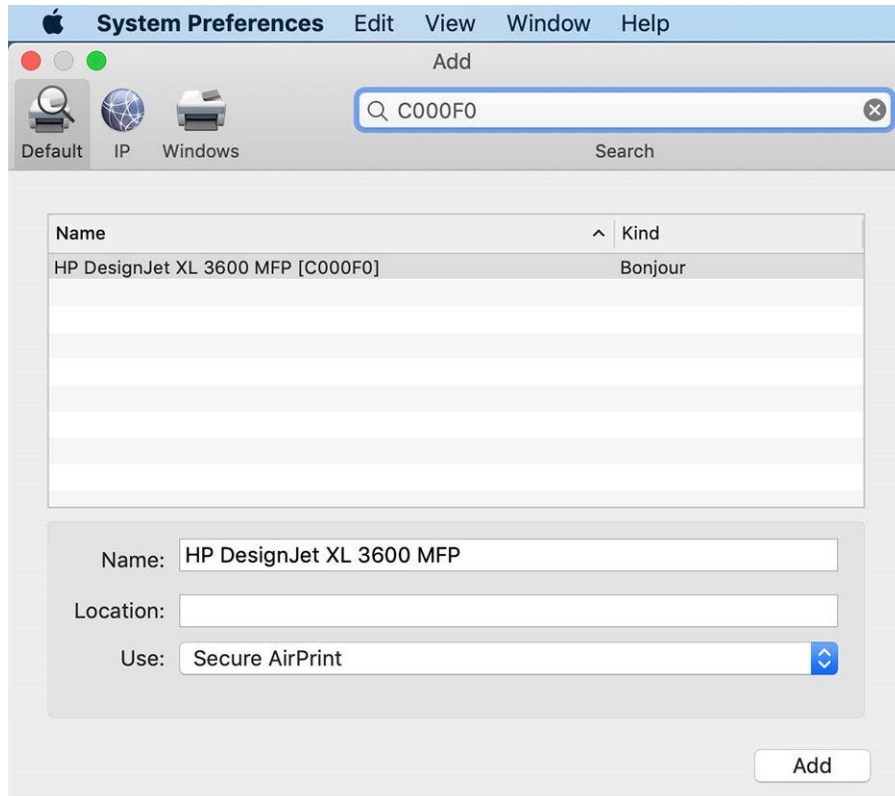 System Preferences Edit View Window Help
Add
C000F0
Default IP Windows Search
Name Kind
HP DesignJet XL 3600 MFP [C000F0] Bonjour
Name: HP DesignJet XL 3600 MFP
Location:
Use: Secure AirPrint
Add